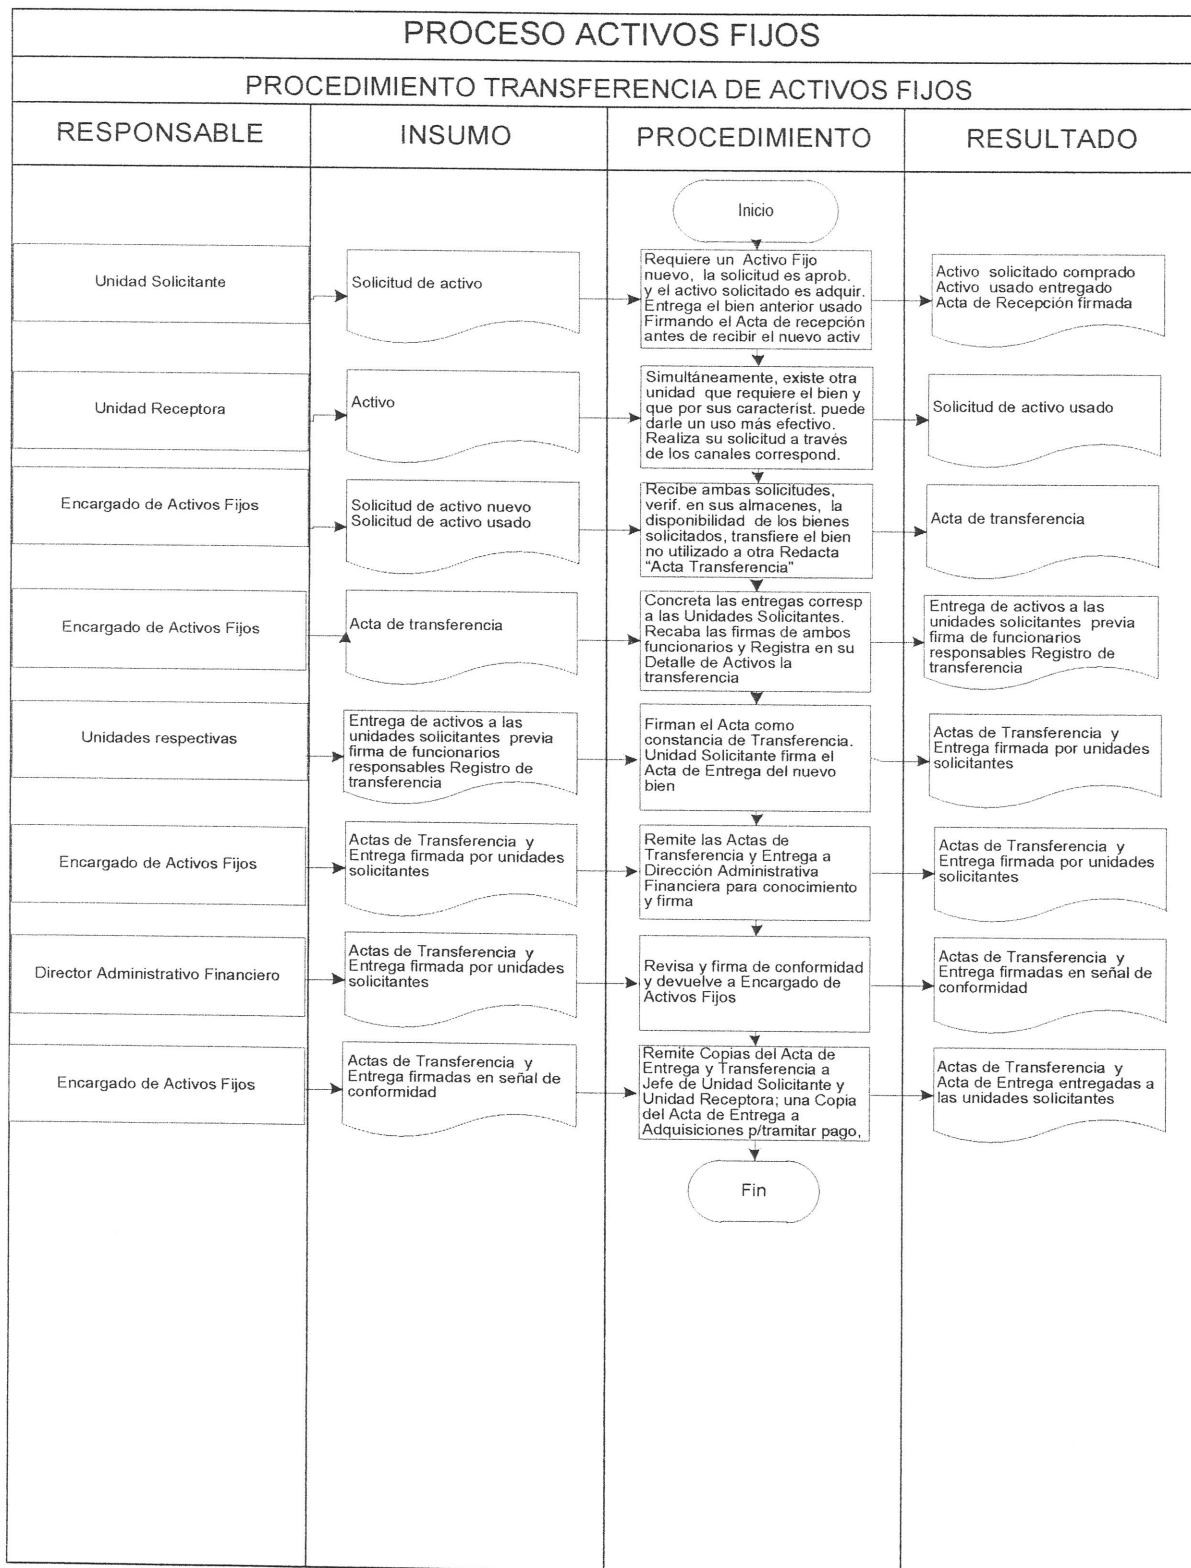 PROCESO ACTIVOS FIJOS
PROCEDIMIENTO TRANSFERENCIA DE ACTIVOS FIJOS
RESPONSABLE
INSUMO
PROCEDIMIENTO
RESULTADO
Inicio
Unidad Solicitante
Solicitud de activo
Requiere un Activo Fijo
nuevo, la solicitud es aprob.
y el activo solicitado es adquir.
Entrega el bien anterior usado
Firmando el Acta de recepción
antes de recibir el nuevo activ
Activo solicitado comprado
Activo usado entregado
Acta de Recepción firmada
Unidad Receptora
Activo
Simultáneamente, existe otra
unidad que requiere el bien y
que por sus característ. puede
darle un uso más efectivo.
Realiza su solicitud a través
de los canales correspond.
Solicitud de activo usado
Encargado de Activos Fijos
Solicitud de activo nuevo
Solicitud de activo usado
Recibe ambas solicitudes,
verif. en sus almacenes, la
disponibilidad de los bienes
solicitados, transfiere el bien
no utilizado a otra Redacta
"Acta Transferencia"
Acta de transferencia
Encargado de Activos Fijos
Acta de transferencia
Concreta las entregas corresp
a las Unidades Solicitantes.
Recaba las firmas de ambos
funcionarios y Registra en su
Detalle de Activos la
transferencia
Entrega de activos a las
unidades solicitantes previa
firma de funcionarios
responsables Registro de
transferencia
Unidades respectivas
Entrega de activos a las
unidades solicitantes previa
firma de funcionarios
responsables Registro de
transferencia
Firman el Acta como
constancia de Transferencia.
Unidad Solicitante firma el
Acta de Entrega del nuevo
bien
Actas de Transferencia y
Entrega firmada por unidades
solicitantes
Encargado de Activos Fijos
Actas de Transferencia y
Entrega firmada por unidades
solicitantes
Remite las Actas de
Transferencia y Entrega a
Dirección Administrativa
Financiera para conocimiento
y firma
Actas de Transferencia y
Entrega firmada por unidades
solicitantes
Director Administrativo Financiero
Actas de Transferencia y
Entrega firmada por unidades
solicitantes
Revisa y firma de conformidad
y devuelve a Encargado de
Activos Fijos
Actas de Transferencia y
Entrega firmadas en señal de
conformidad
Encargado de Activos Fijos
Actas de Transferencia y
Entrega firmadas en señal de
conformidad
Remite Copias del Acta de
Entrega y Transferencia a
Jefe de Unidad Solicitante y
Unidad Receptora; una Copia
del Acta de Entrega a
Adquisiciones p/tramitar pago,
Actas de Transferencia y
Acta de Entrega entregadas a
las unidades solicitantes
Fin